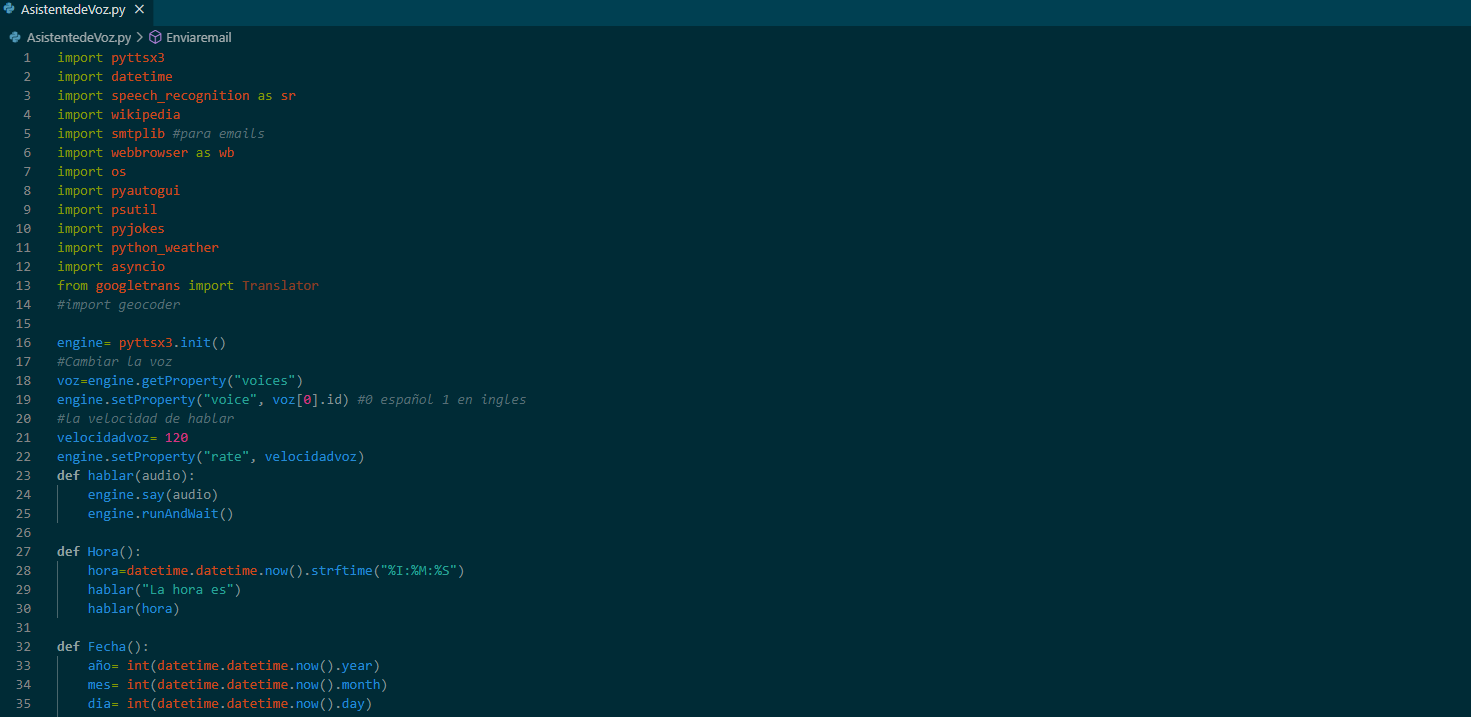 AsistentedeVoz.py
AsistentedeVoz.py > Enviaremail
1 import pyttsx3
2 import datetime
3 import speech_recognition as sr
4 import wikipedia
5 import smtplib #para emails
6 import webbrowser as wb
7 import os
8 import pyautogui
9 import psutil
10 import pyjokes
11 import python_weather
12 import asyncio
13 from googletrans import Translator
14 #import geocoder
15
16 engine= pyttsx3.init()
17 #Cambiar la voz
18 voz=engine.getProperty("voices")
19 engine.setProperty("voice", voz[0].id) #0 español 1 en ingles
20 #la velocidad de hablar
21 velocidadvoz= 120
22 engine.setProperty("rate", velocidadvoz)
23 def hablar(audio):
24     engine.say(audio)
25     engine.runAndWait()
26
27 def Hora():
28     hora=datetime.datetime.now().strftime("%I:%M:%S")
29     hablar("La hora es")
30     hablar(hora)
31
32 def Fecha():
33     año= int(datetime.datetime.now().year)
34     mes= int(datetime.datetime.now().month)
35     dia= int(datetime.datetime.now().day)